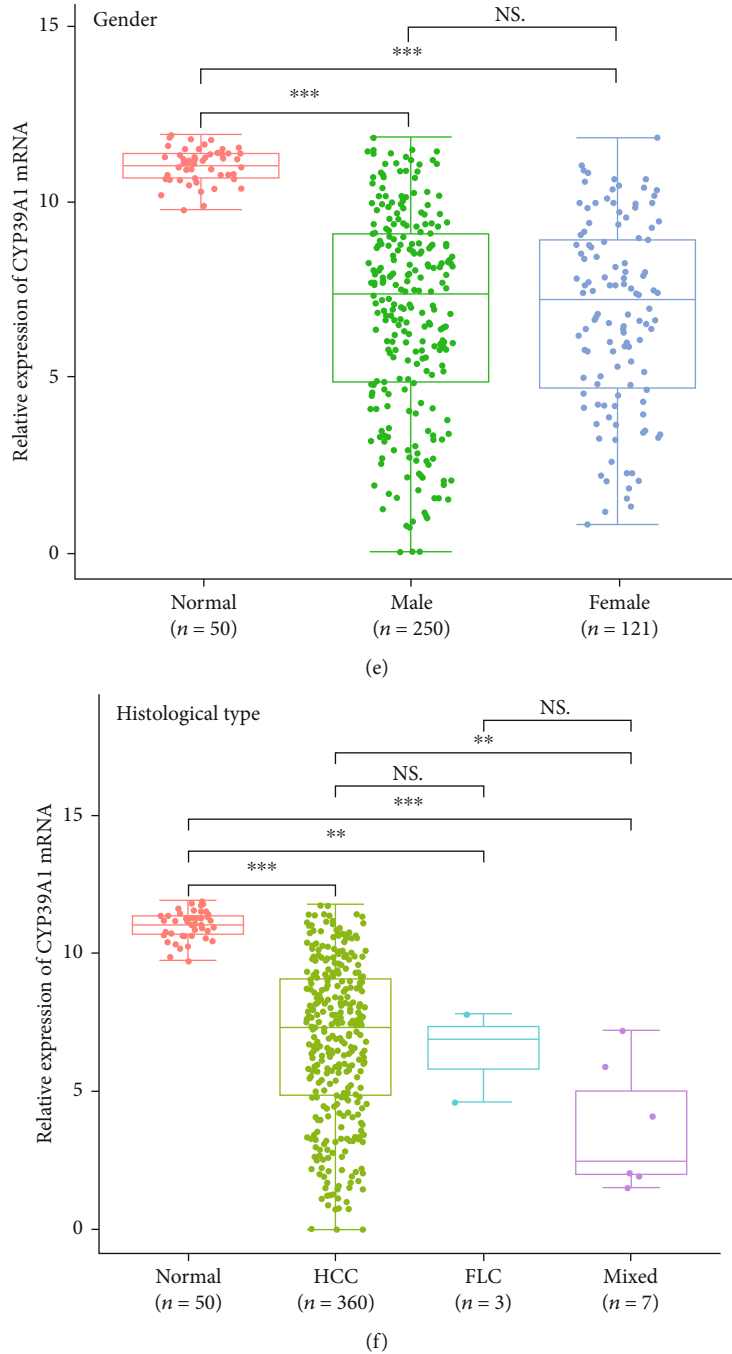 Gender
NS.
***
***
Relative expression of CYP39A1 mRNA
15
10
5
0
Normal
(n = 50)
Male
(n = 250)
Female
(n = 121)
(e)
Histological type
NS.
**
NS.
***
**
***
Relative expression of CYP39A1 mRNA
15
10
5
0
Normal
(n = 50)
HCC
(n = 360)
FLC
(n = 3)
Mixed
(n = 7)
(f)